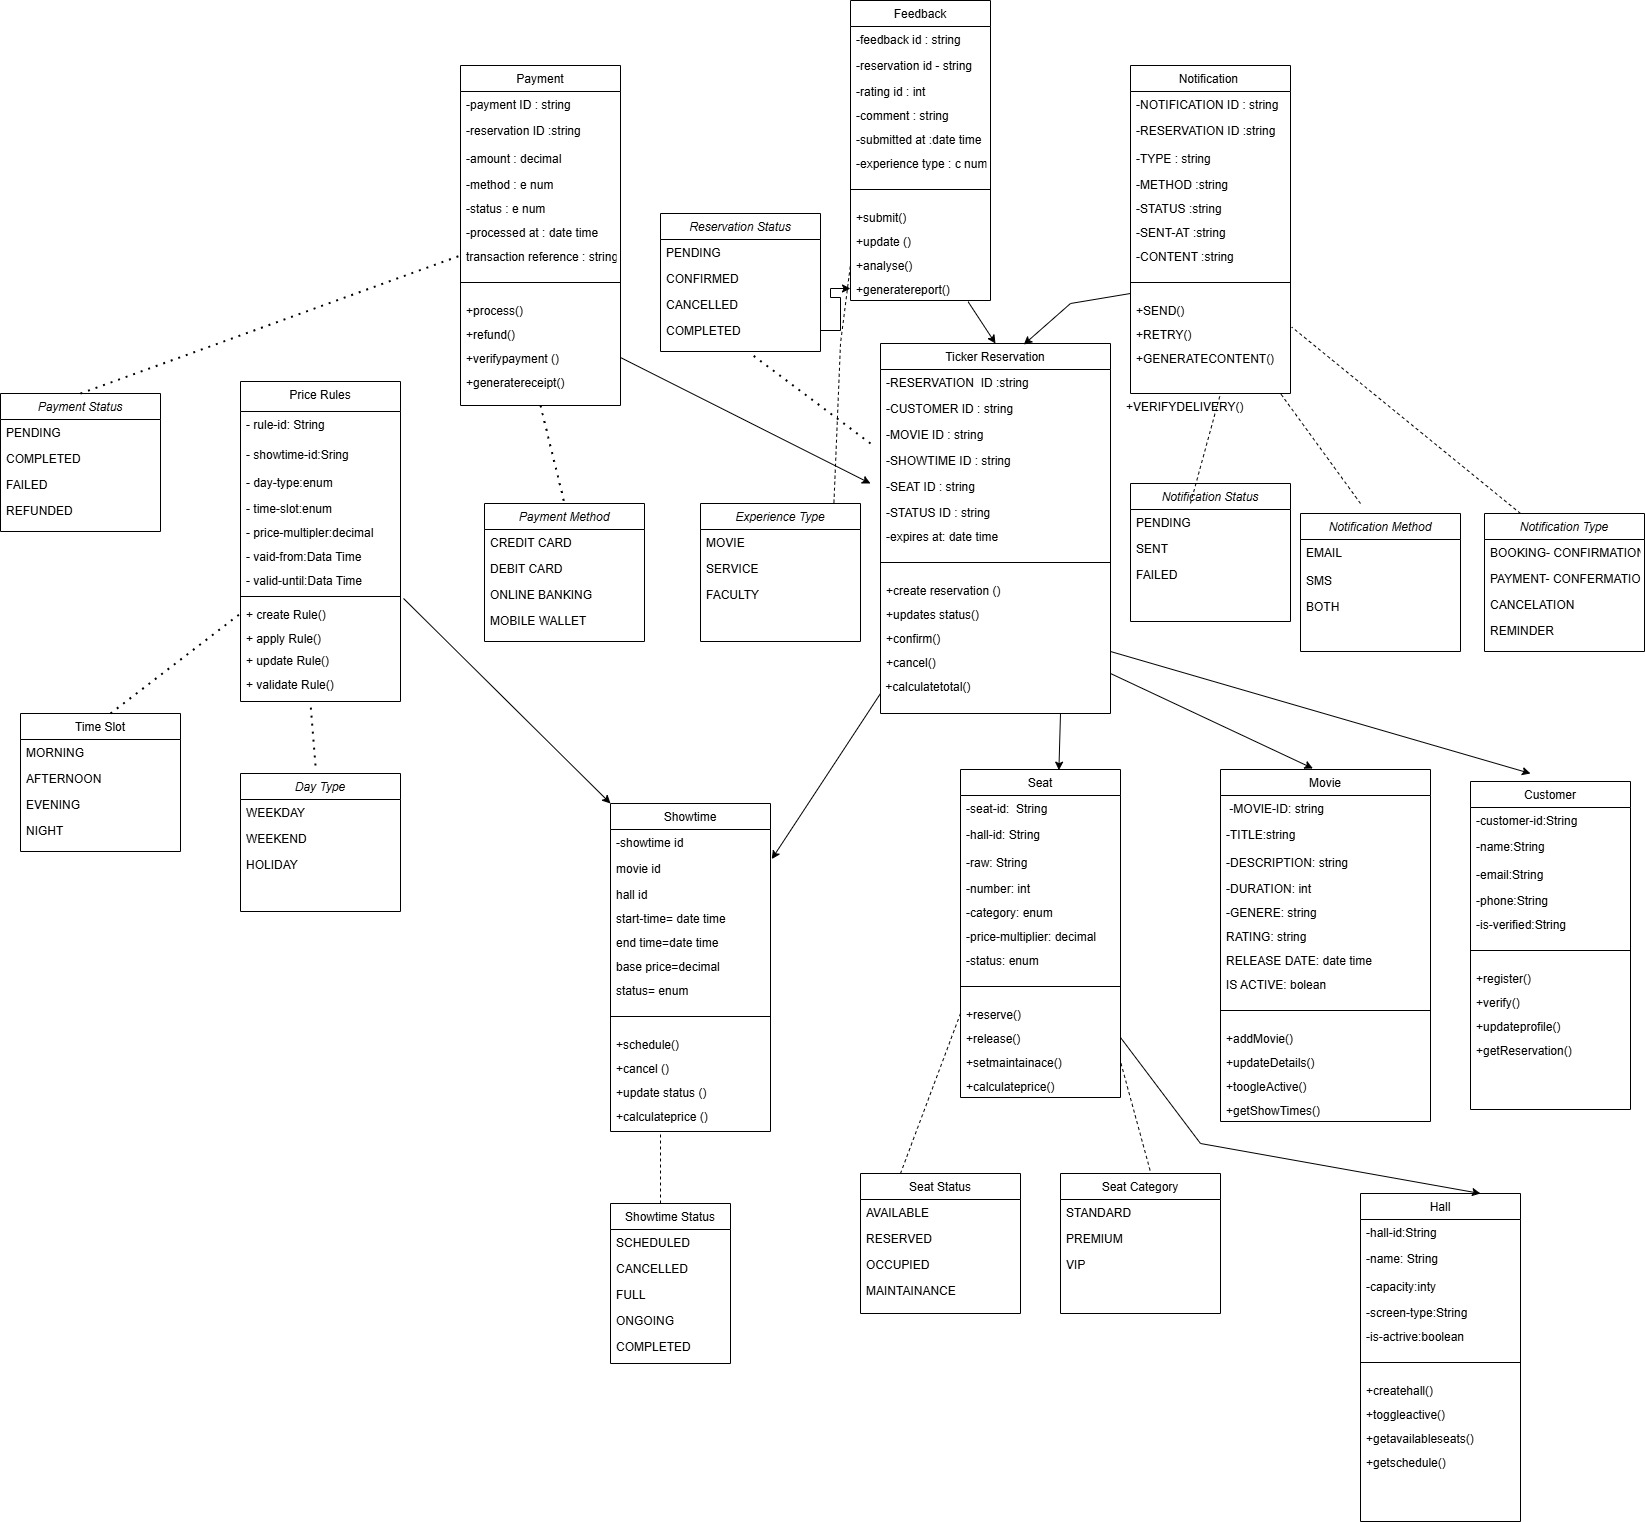 Feedback
-feedback id : string
-reservation id - string
-rating id : int
-comment : string
-submitted at :date time
-experience type : c num
+submit()
+update ()
+analyse()
+generatereport()
Payment
-payment ID : string
-reservation ID :string
-amount : decimal
-method : e num
-status : e num
-processed at : date time
transaction reference : string
+process()
+refund()
+verifypayment ()
+generatereceipt()
Notification
-NOTIFICATION ID : string
-RESERVATION ID :string
-TYPE : string
-METHOD :string
-STATUS :string
-SENT-AT :string
-CONTENT :string
+SEND()
+RETRY()
+GENERATECONTENT()
+VERIFYDELIVERY()
Reservation Status
PENDING
CONFIRMED
CANCELLED
COMPLETED
Ticker Reservation
-RESERVATION  ID :string
-CUSTOMER ID : string
-MOVIE ID : string
-SHOWTIME ID : string
-SEAT ID : string
-STATUS ID : string
-expires at: date time
+create reservation ()
+updates status()
+confirm()
+cancel()
+calculatetotal()
Payment Status
PENDING
COMPLETED
FAILED
REFUNDED
Price Rules
- rule-id: String
- showtime-id:Sring
- day-type:enum
- time-slot:enum
- price-multipler:decimal
- vaid-from:Data Time
- valid-until:Data Time
+ create Rule()
+ apply Rule()
+ update Rule()
+ validate Rule()
Payment Method
CREDIT CARD
DEBIT CARD
ONLINE BANKING
MOBILE WALLET
Experience Type
MOVIE
SERVICE
FACULTY
Notification Status
PENDING
SENT
FAILED
Notification Method
EMAIL
SMS
BOTH
Notification Type
BOOKING- CONFIRMATION
PAYMENT- CONFERMATIO
CANCELATION
REMINDER
Time Slot
MORNING
AFTERNOON
EVENING
NIGHT
Day Type
WEEKDAY
WEEKEND
HOLIDAY
Showtime
-showtime id
movie id
hall id
start-time= date time
end time=date time
base price=decimal
status= enum
+schedule()
+cancel ()
+update status ()
+calculateprice ()
Seat
-seat-id:  String
-hall-id: String
-raw: String
-number: int
-category: enum
-price-multiplier: decimal
-status: enum
+reserve()
+release()
+setmaintainace()
+calculateprice()
Movie
-MOVIE-ID: string
-TITLE:string
-DESCRIPTION: string
-DURATION: int
-GENERE: string
RATING: string
RELEASE DATE: date time
IS ACTIVE: bolean
+addMovie()
+updateDetails()
+toogleActive()
+getShowTimes()
Customer
-customer-id:String
-name:String
-email:String
-phone:String
-is-verified:String
+register()
+verify()
+updateprofile()
+getReservation()
Showtime Status
SCHEDULED
CANCELLED
FULL
ONGOING
COMPLETED
Seat Status
AVAILABLE
RESERVED
OCCUPIED
MAINTAINANCE
Seat Category
STANDARD
PREMIUM
VIP
Hall
-hall-id:String
-name: String
-capacity:inty
-screen-type:String
-is-actrive:boolean
+createhall()
+toggleactive()
+getavailableseats()
+getschedule()